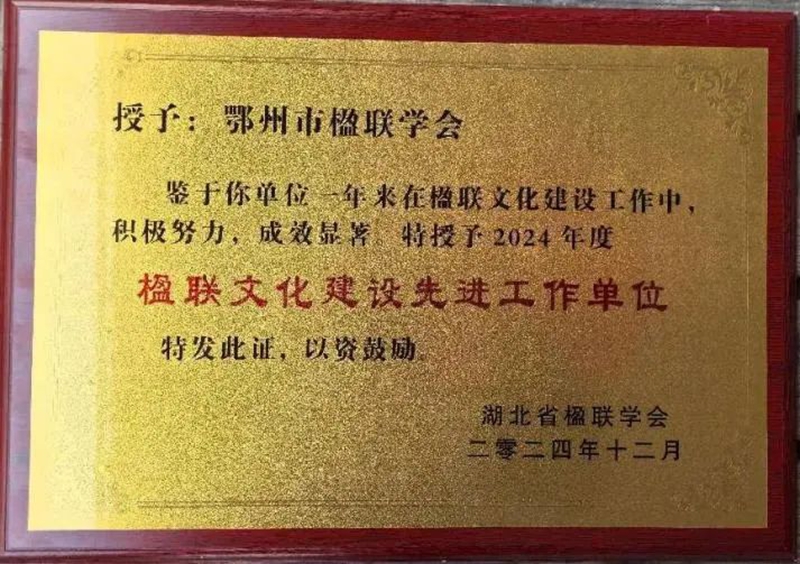 授予：鄂州市楹联学会
鉴于你单位一年来在楹联文化建设工作中，
积极努力，成效显著。特授予2024年度
楹联文化建设先进工作单位
特发此证，以资鼓励。
湖北省楹联学会
二零二四年十二月